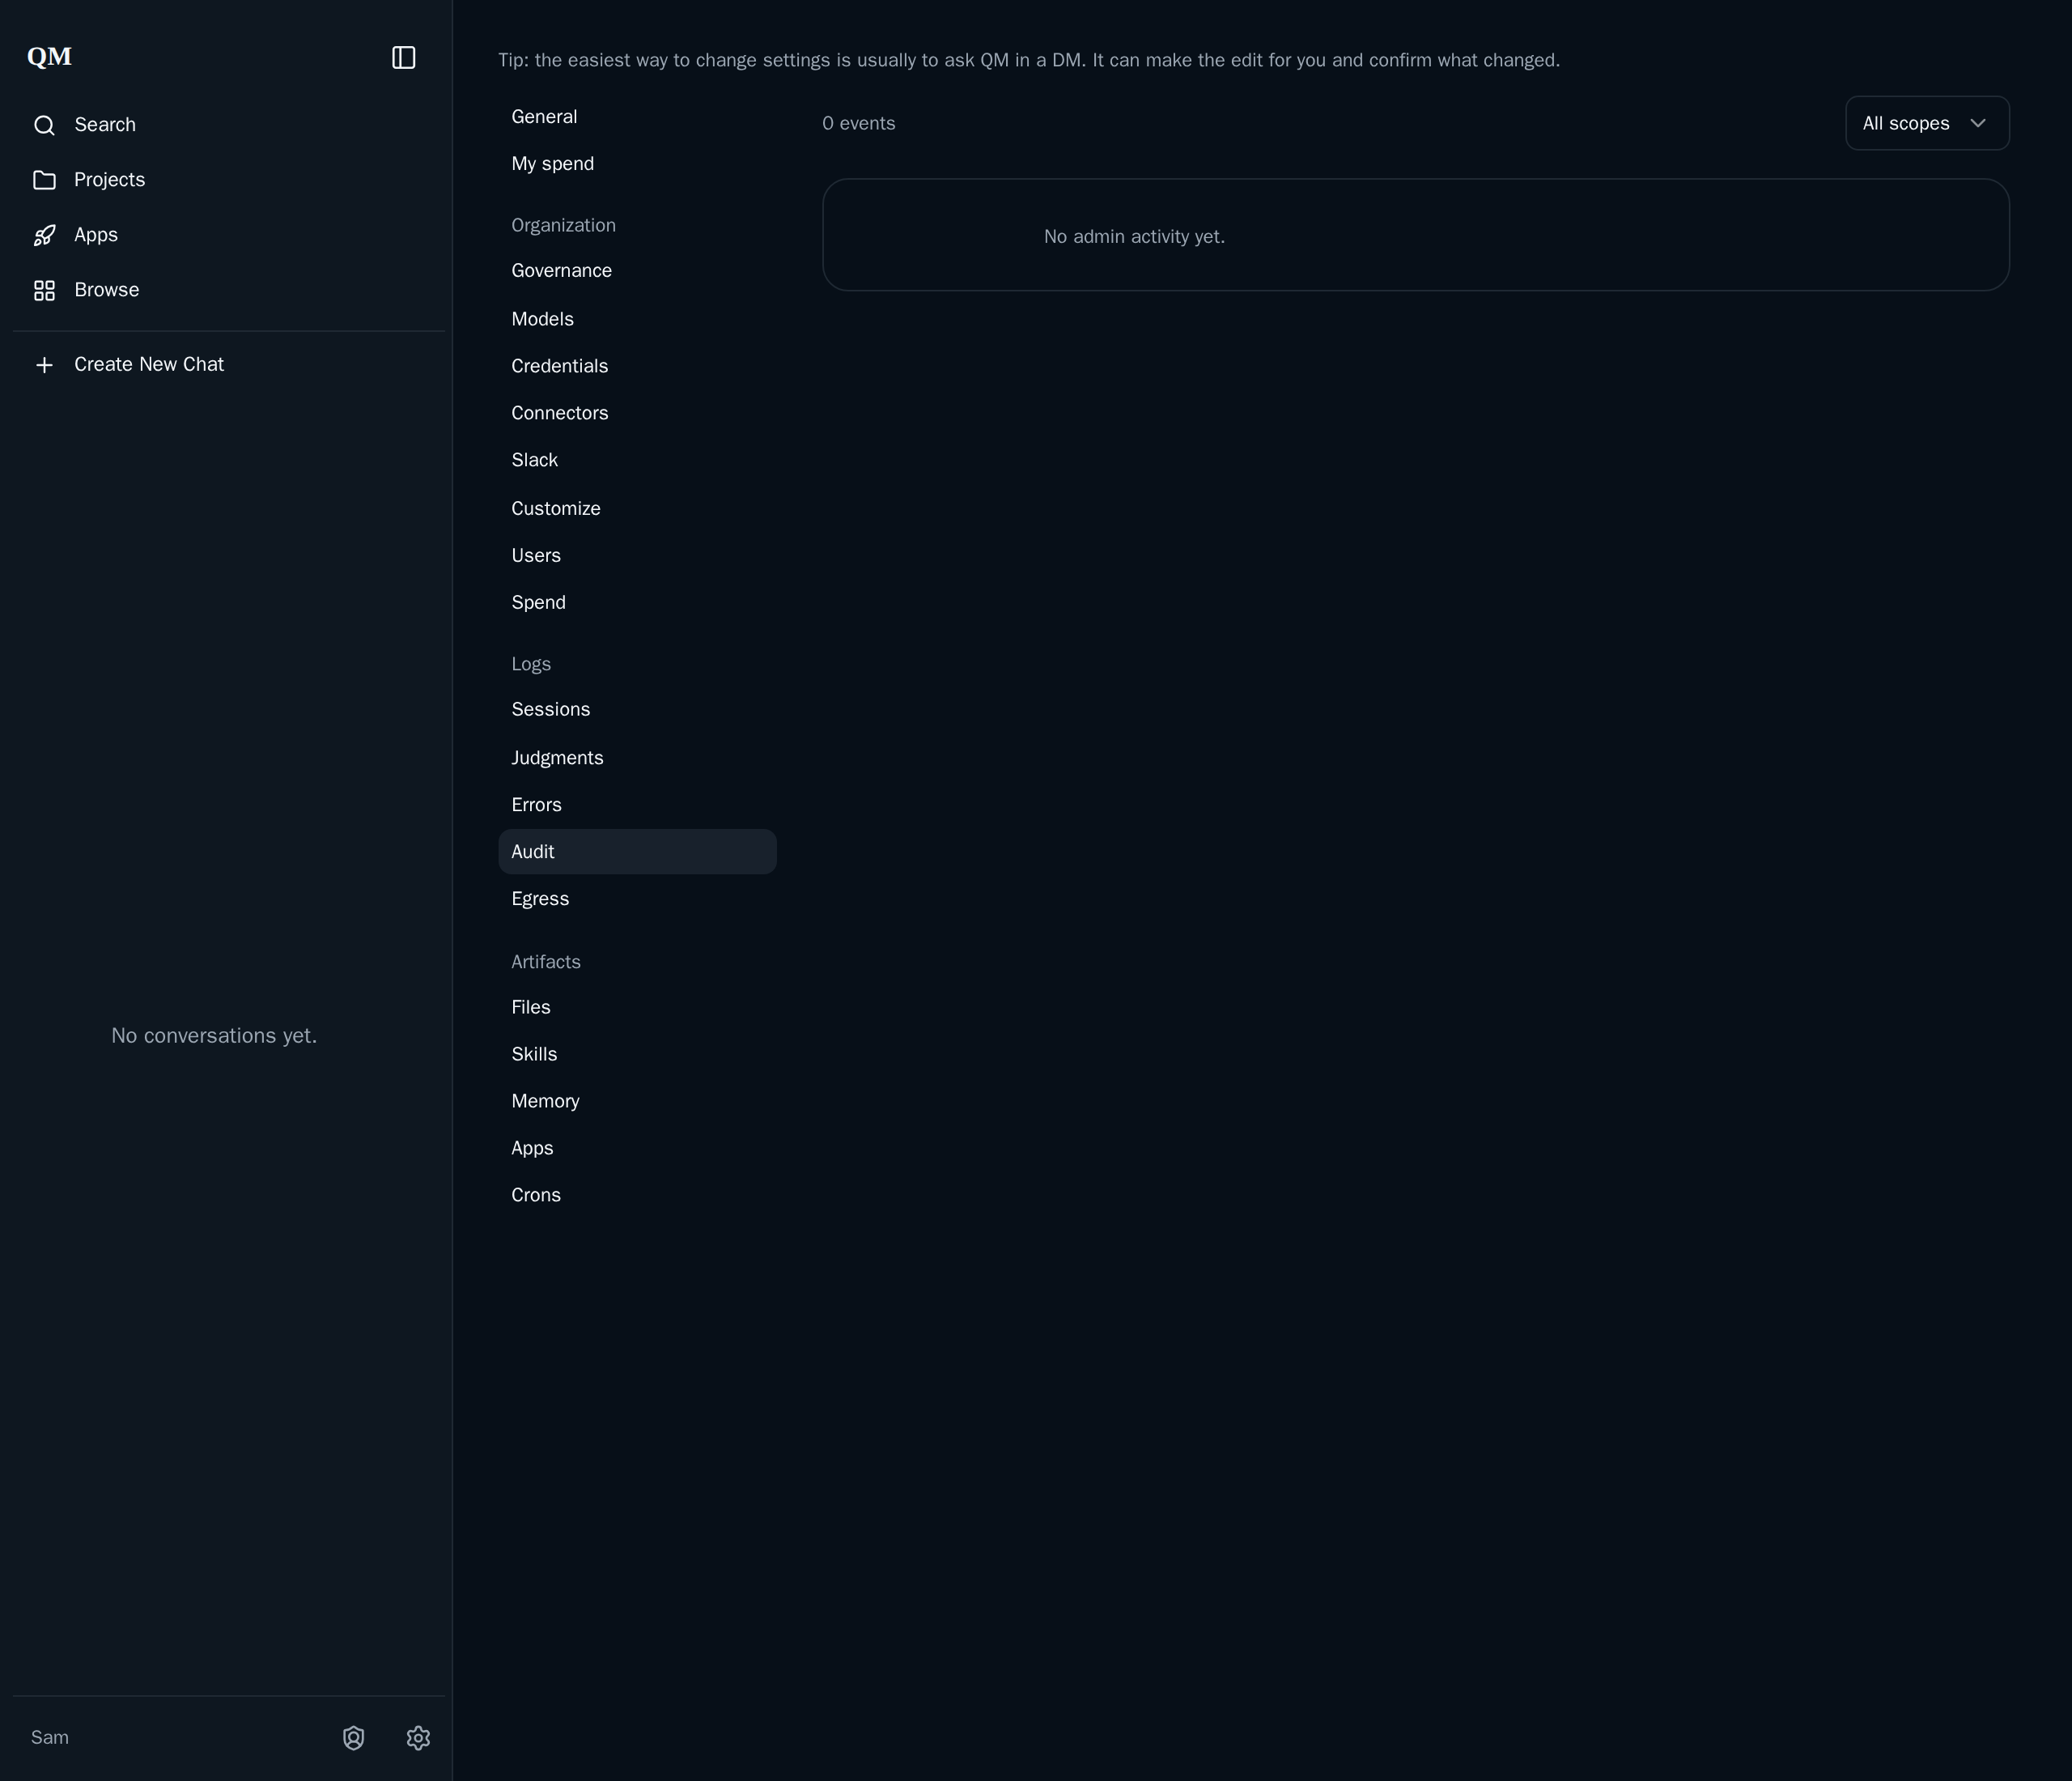 QM
Search
Projects
Apps
Browse
Create New Chat
No conversations yet.
Sam
Tip: the easiest way to change settings is usually to ask QM in a DM. It can make the edit for you and confirm what changed.
General
My spend
Organization
Governance
Models
Credentials
Connectors
Slack
Customize
Users
Spend
Logs
Sessions
Judgments
Errors
Audit
Egress
Artifacts
Files
Skills
Memory
Apps
Crons
0 events
All scopes
No admin activity yet.